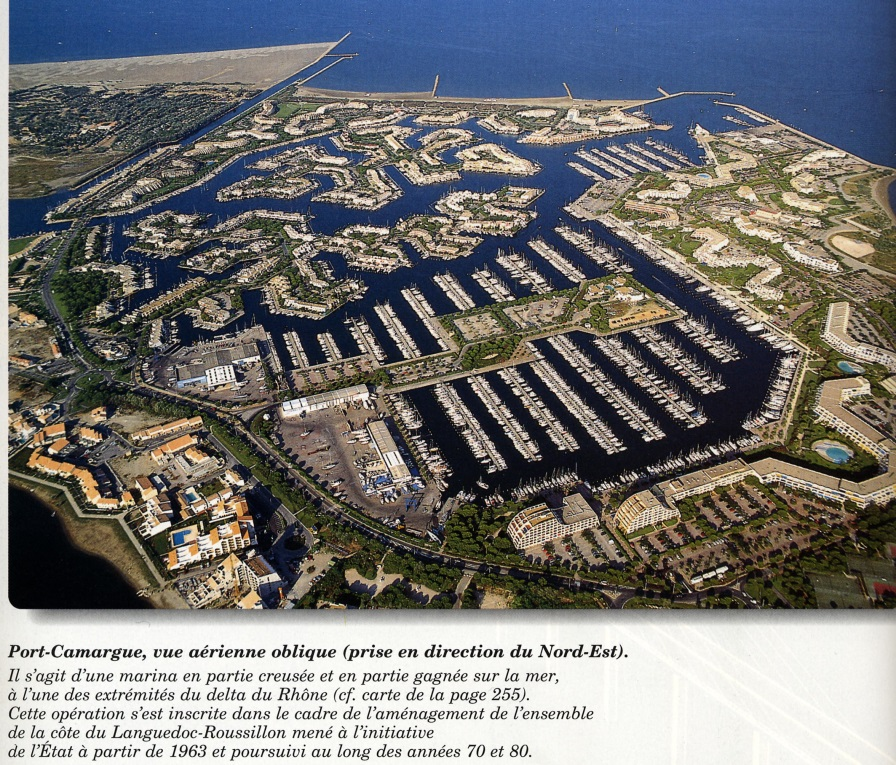 Port-Camargue, vue aérienne oblique (prise en direction du Nord-Est).
Il s'agit d'une marina en partie creusée et en partie gagnée sur la mer,
à l'une des extrémités du delta du Rhône (cf. carte de la page 255).
Cette opération s'est inscrite dans le cadre de l'aménagement de l'ensemble
de la côte du Languedoc-Roussillon mené à l'initiative
de l'État à partir de 1963 et poursuivi au long des années 70 et 80.